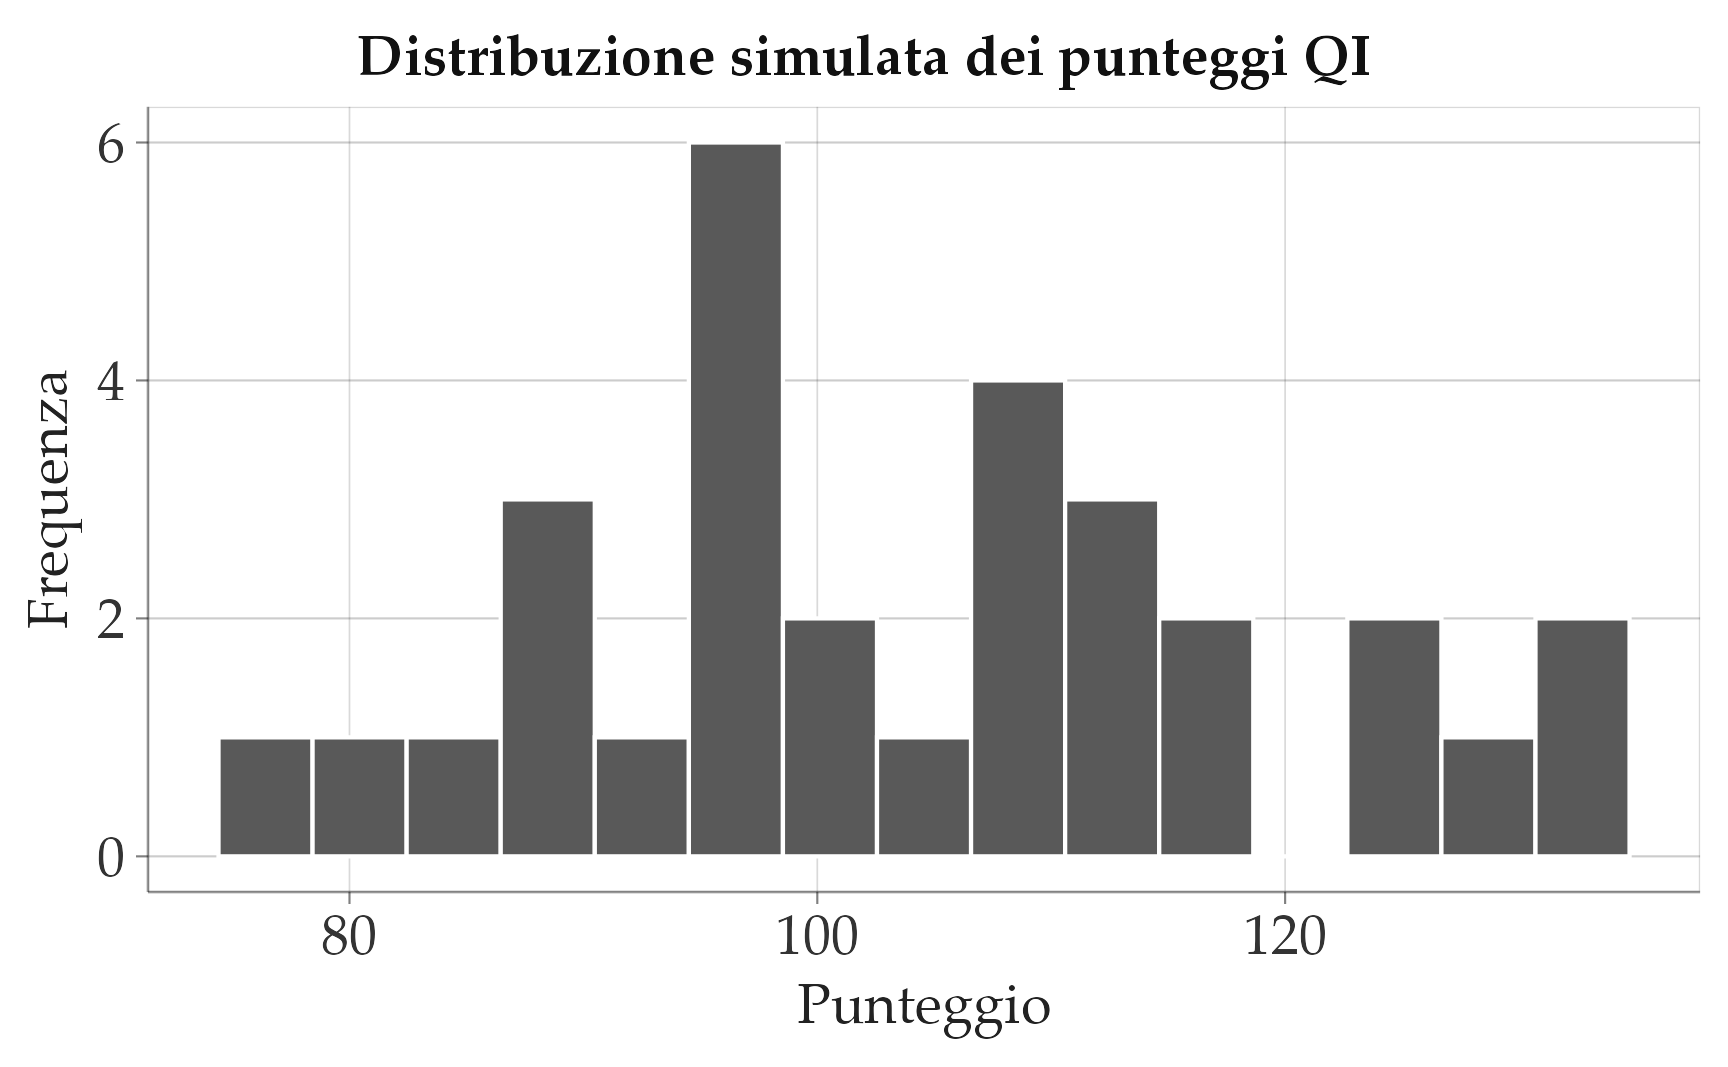 Distribuzione simulata dei punteggi QI
6
4
2
0
Frequenza
80 100 120
Punteggio